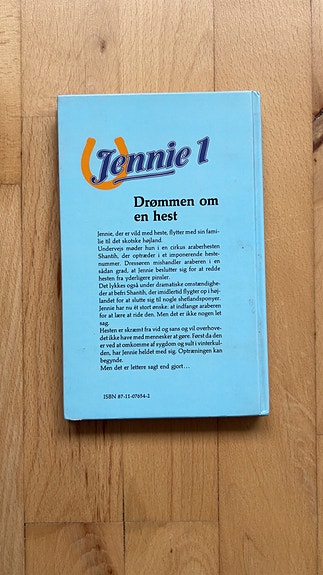 Jennie 1
Drømmen om
en hest
Jennie, der er vild med heste, flytter med sin fami-
lie til det skotske højland.
Undervejs møder hun i en cirkus araberhesten
Shantih, der optræder i et imponerende heste-
nummer. Dressøren mishandler araberen i en
sådan grad, at Jennie beslutter sig for at redde
hesten fra yderligere pinsler.
Det lykkes også under dramatiske omstændighe-
der at befri Shantih, der imidlertid flygter op i høj-
landet for at slutte sig til nogle shetlandsponyer.
Jennie har nu ét stort ønske: at indfange araberen
for at lære at ride den. Men det er ikke nogen let
sag.
Hesten er skræmt fra vid og sans og vil overhove-
det ikke have med mennesker at gøre. Først da den
er ved at omkomme af sygdom og sult i vinterkul-
den, har Jennie heldet med sig. Optræningen kan
begynde.
Men det er lettere sagt end gjort...
ISBN 87-11-07654-2